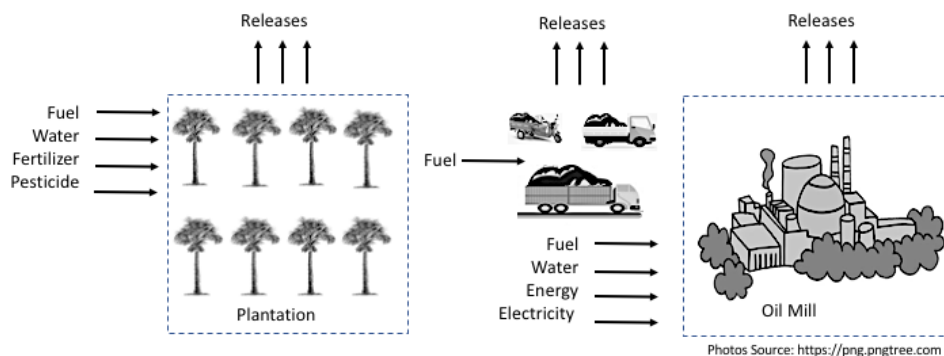 Releases
Fuel
Water
Fertilizer
Pesticide
Plantation
Releases
Fuel
Fuel
Water
Energy
Electricity
Releases
Oil Mill
Photos Source: https://png.pngtree.com